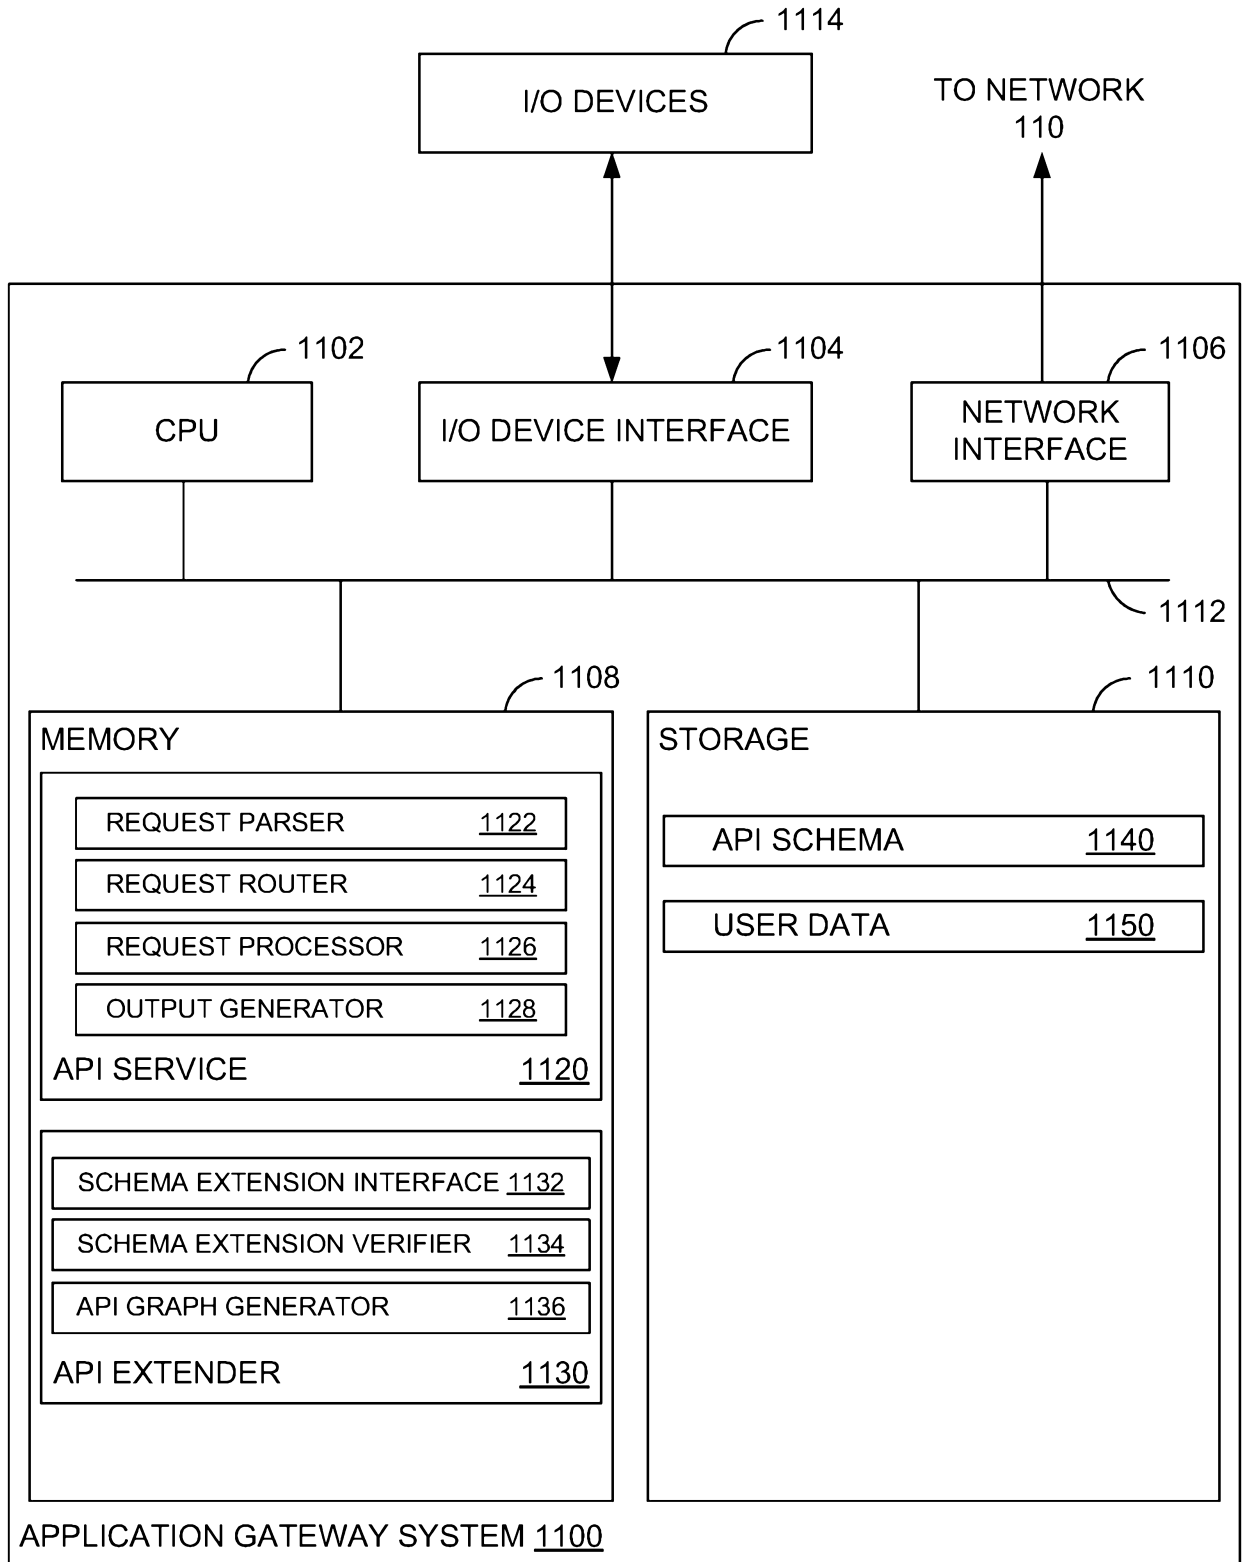 1114
I/O DEVICES
TO NETWORK
110
1102
1104
1106
CPU
I/O DEVICE INTERFACE
NETWORK
INTERFACE
1112
1108
1110
MEMORY
REQUEST PARSER 1122
REQUEST ROUTER 1124
REQUEST PROCESSOR 1126
OUTPUT GENERATOR 1128
API SERVICE 1120
SCHEMA EXTENSION INTERFACE 1132
SCHEMA EXTENSION VERIFIER 1134
API GRAPH GENERATOR 1136
API EXTENDER 1130
STORAGE
API SCHEMA 1140
USER DATA 1150
APPLICATION GATEWAY SYSTEM 1100